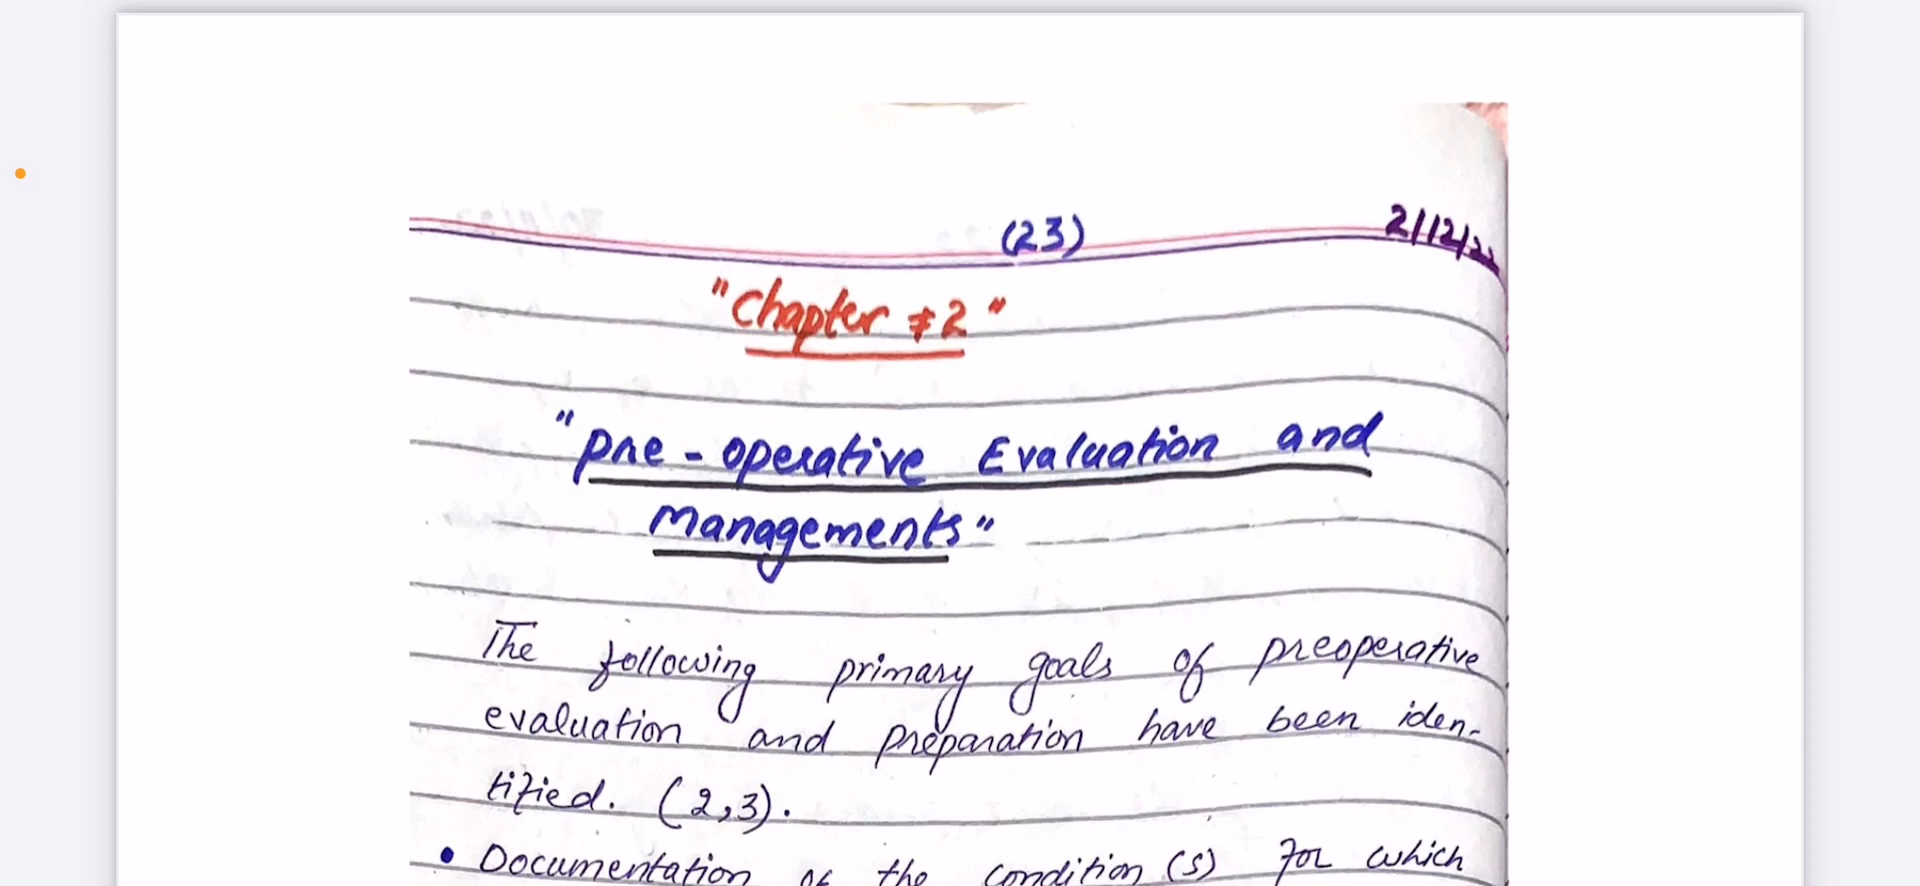 (23) 2/12/22
"Chapter #2"
"Pre-operative Evaluation and
Managements"
The following primary goals of preoperative
evaluation and preparation have been iden-
tified. (2,3).
• Documentation of the condition (s) for which